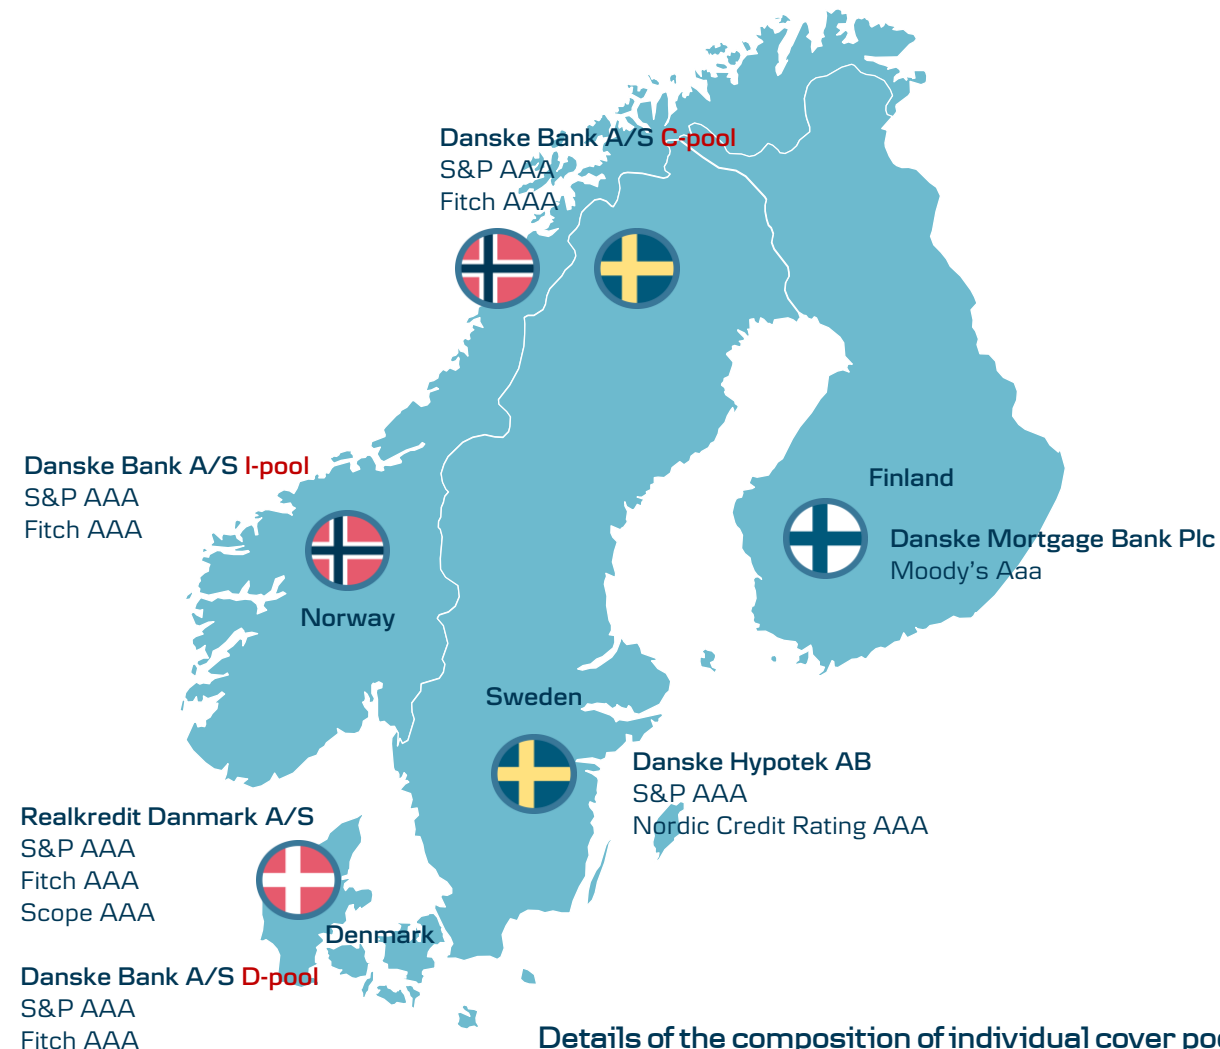 Danske Bank A/S C-pool
S&P AAA
Fitch AAA
Danske Bank A/S I-pool
S&P AAA
Fitch AAA
Norway
Finland
Danske Mortgage Bank Plc
Moody's Aaa
Sweden
Danske Hypotek AB
S&P AAA
Nordic Credit Rating AAA
Realkredit Danmark A/S
S&P AAA
Fitch AAA
Scope AAA
Denmark
Danske Bank A/S D-pool
S&P AAA
Fitch AAA
Details of the composition of individual cover